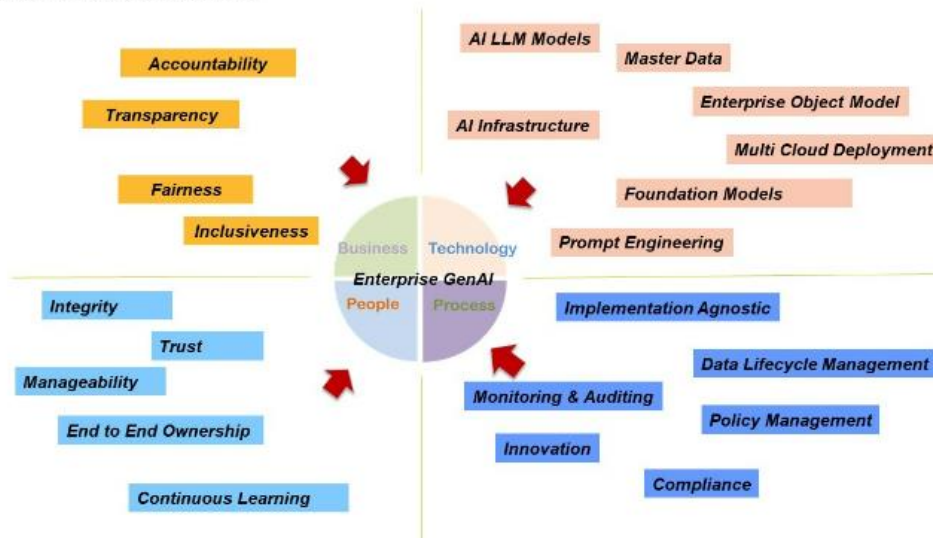 Accountability
Transparency
Fairness
Inclusiveness
AI LLM Models
Master Data
Enterprise Object Model
AI Infrastructure
Multi Cloud Deployment
Foundation Models
Prompt Engineering
Business
Technology
Enterprise GenAI
People
Process
Integrity
Trust
Manageability
End to End Ownership
Continuous Learning
Implementation Agnostic
Data Lifecycle Management
Monitoring & Auditing
Policy Management
Innovation
Compliance